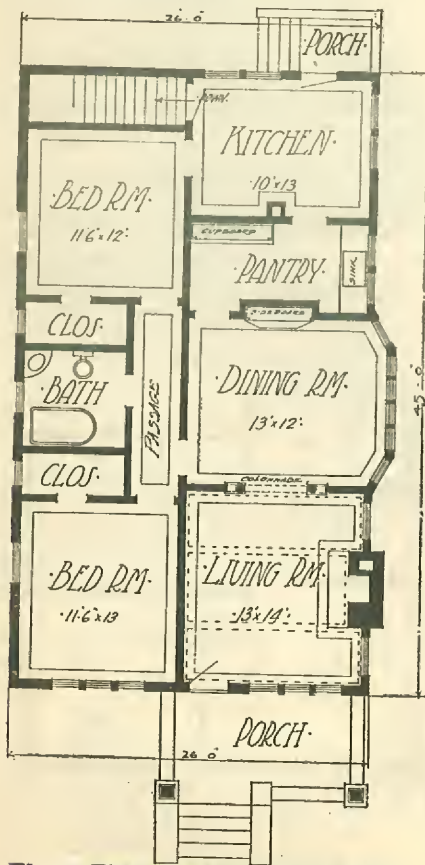 26'-0"
PORCH
DOWN
KITCHEN
10'x13
BED RM.
11'6"x12'
CUPBOARD
PANTRY
SINK
SIDEBOARD
CLOS.
BATH
PASSAGE
DINING RM.
13'x12'
45'-0"
CLOS.
COLONNADE
BED RM.
11'6"x13
LIVING RM.
13'x14'
PORCH
26'-0"